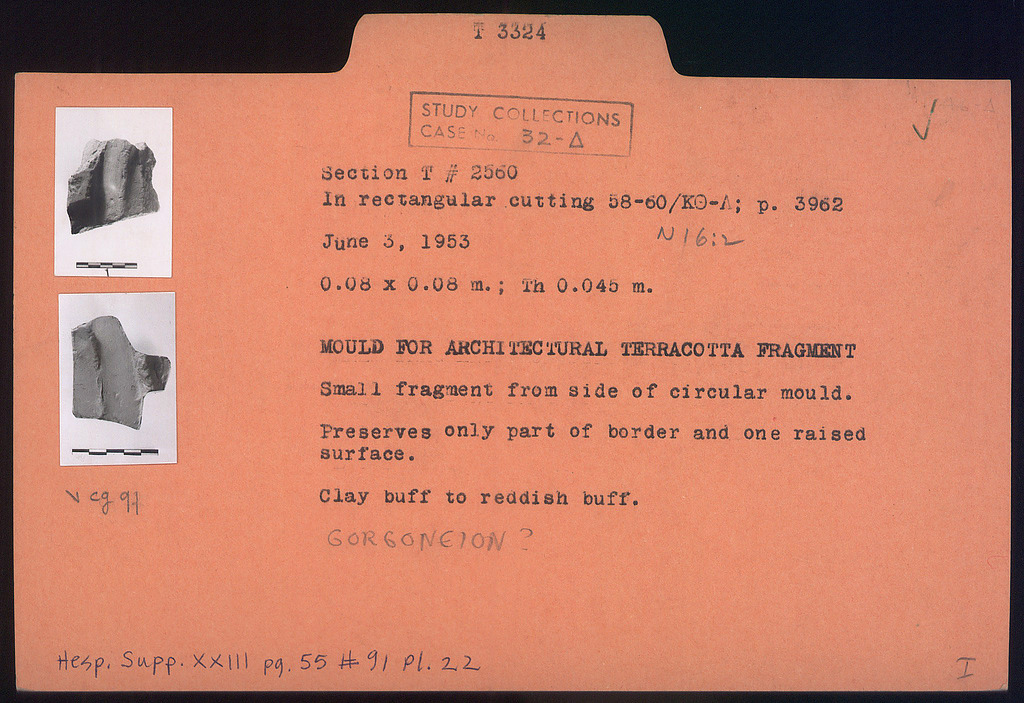 T 3324
STUDY COLLECTIONS
CASE No. 32-Δ
Section T # 2560
In rectangular cutting 58-60/ΚΘ-Λ; p. 3962
N 16:2
June 3, 1953
0.08 x 0.08 m.; Th 0.045 m.
MOULD FOR ARCHITECTURAL TERRACOTTA FRAGMENT
Small fragment from side of circular mould.
Preserves only part of border and one raised
surface.
Clay buff to reddish buff.
GORGONEION ?
Hesp. Supp. XXIII pg. 55 # 91 Pl. 22
I